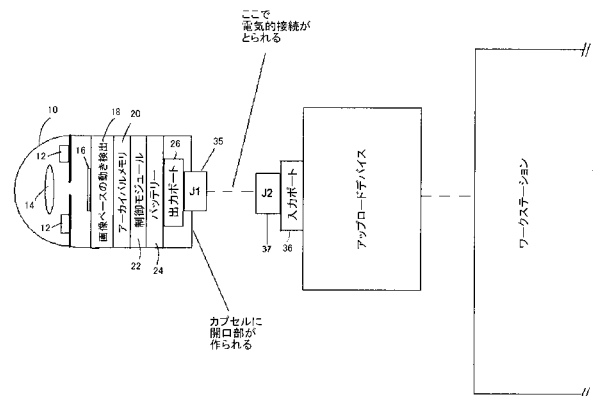 ここで
電気的接続が
とられる
10
18
20
35
12
16
26
14
画像ベースの動き検出
アーカイバルメモリ
制御モジュール
バッテリー
出力ポート
J1
J2
入力ポート
アップロードデバイス
ワークステーション
12
22
24
37
36
カプセルに
開口部が
作られる